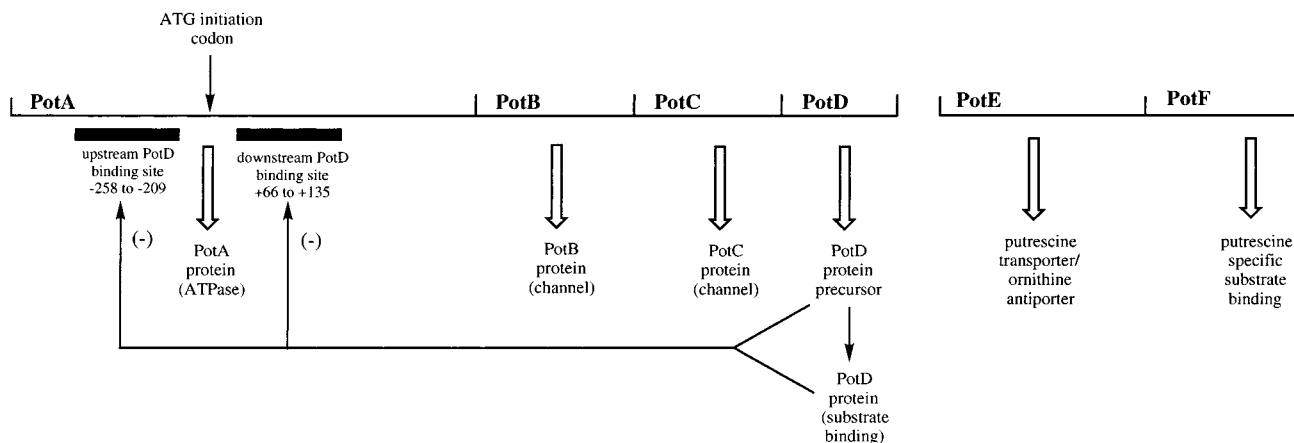 ATG initiation
codon
PotA
PotB
PotC
PotD
PotE
PotF
upstream PotD
binding site
-258 to -209
downstream PotD
binding site
+66 to +135
(-)
(-)
PotA
protein
(ATPase)
PotB
protein
(channel)
PotC
protein
(channel)
PotD
protein
precursor
putrescine
transporter/
ornithine
antiporter
putrescine
specific
substrate
binding
PotD
protein
(substrate
binding)